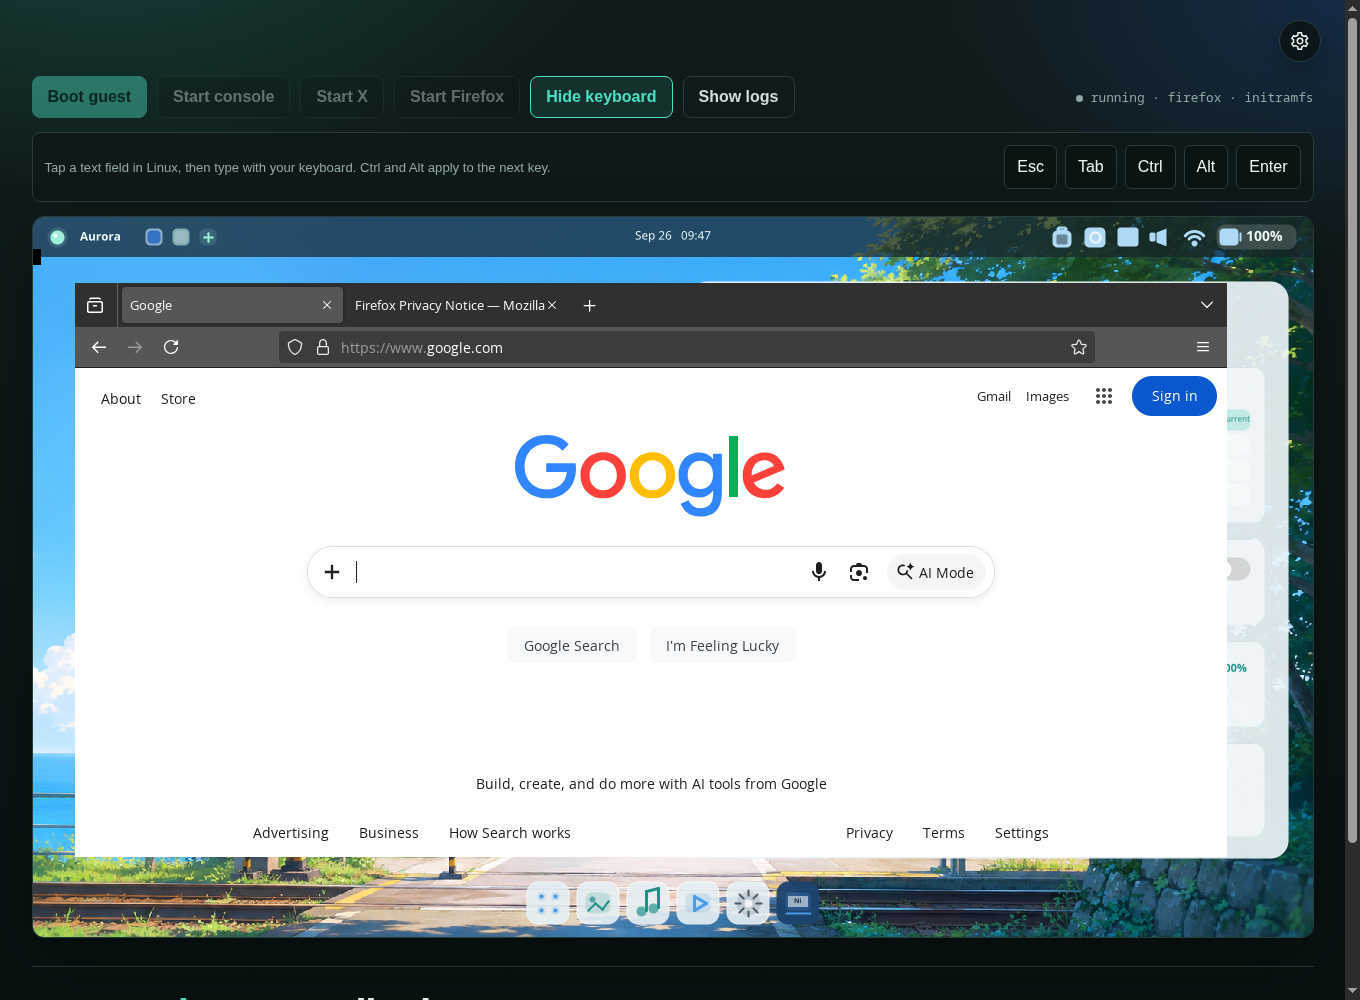 Boot guest
Start console
Start X
Start Firefox
Hide keyboard
Show logs
running · firefox · initramfs
Tap a text field in Linux, then type with your keyboard. Ctrl and Alt apply to the next key.
Esc
Tab
Ctrl
Alt
Enter
Aurora
Sep 26 09:47
100%
Google
Firefox Privacy Notice — Mozilla
https://www.google.com
About
Store
Gmail
Images
Sign in
Google
AI Mode
Google Search
I'm Feeling Lucky
Build, create, and do more with AI tools from Google
Advertising
Business
How Search works
Privacy
Terms
Settings
Ni